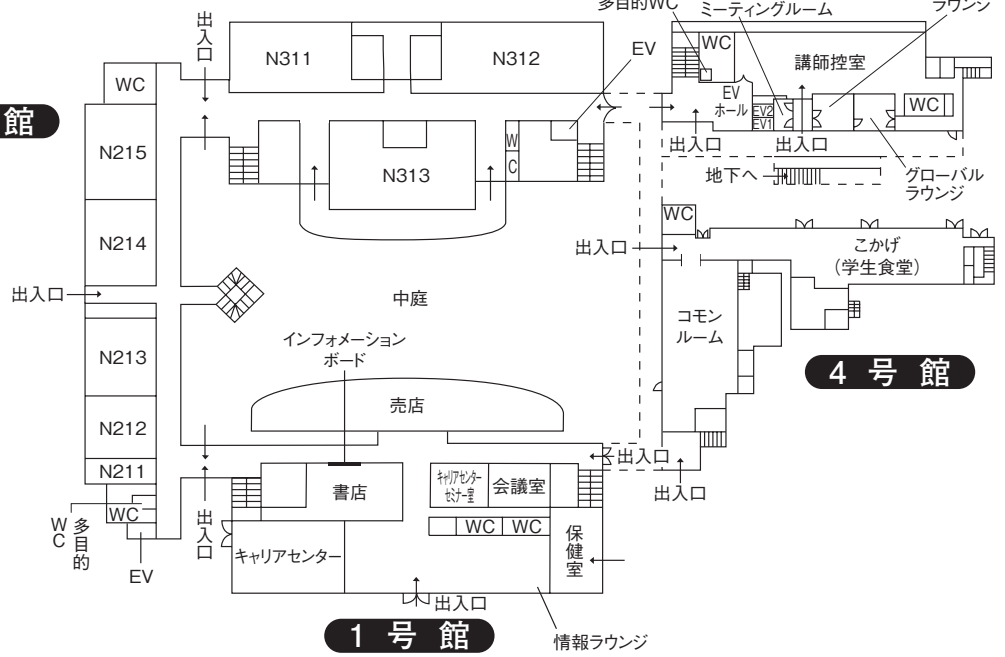 多目的WC
ミーティングルーム
ラウンジ
出入口
N311
N312
EV
WC
講師控室
WC
館
EV
ホール
EV2
EV1
WC
N215
W
C
N313
出入口
出入口
地下へ
グローバル
ラウンジ
WC
N214
出入口
こかげ
(学生食堂)
出入口
中庭
コモン
ルーム
インフォメーション
ボード
N213
4 号 館
売店
N212
出入口
N211
キャリアセンター
セミナー室
会議室
書店
出入口
WC
多目的
WC
出入口
WC
WC
保健室
キャリアセンター
EV
出入口
1 号 館
情報ラウンジ